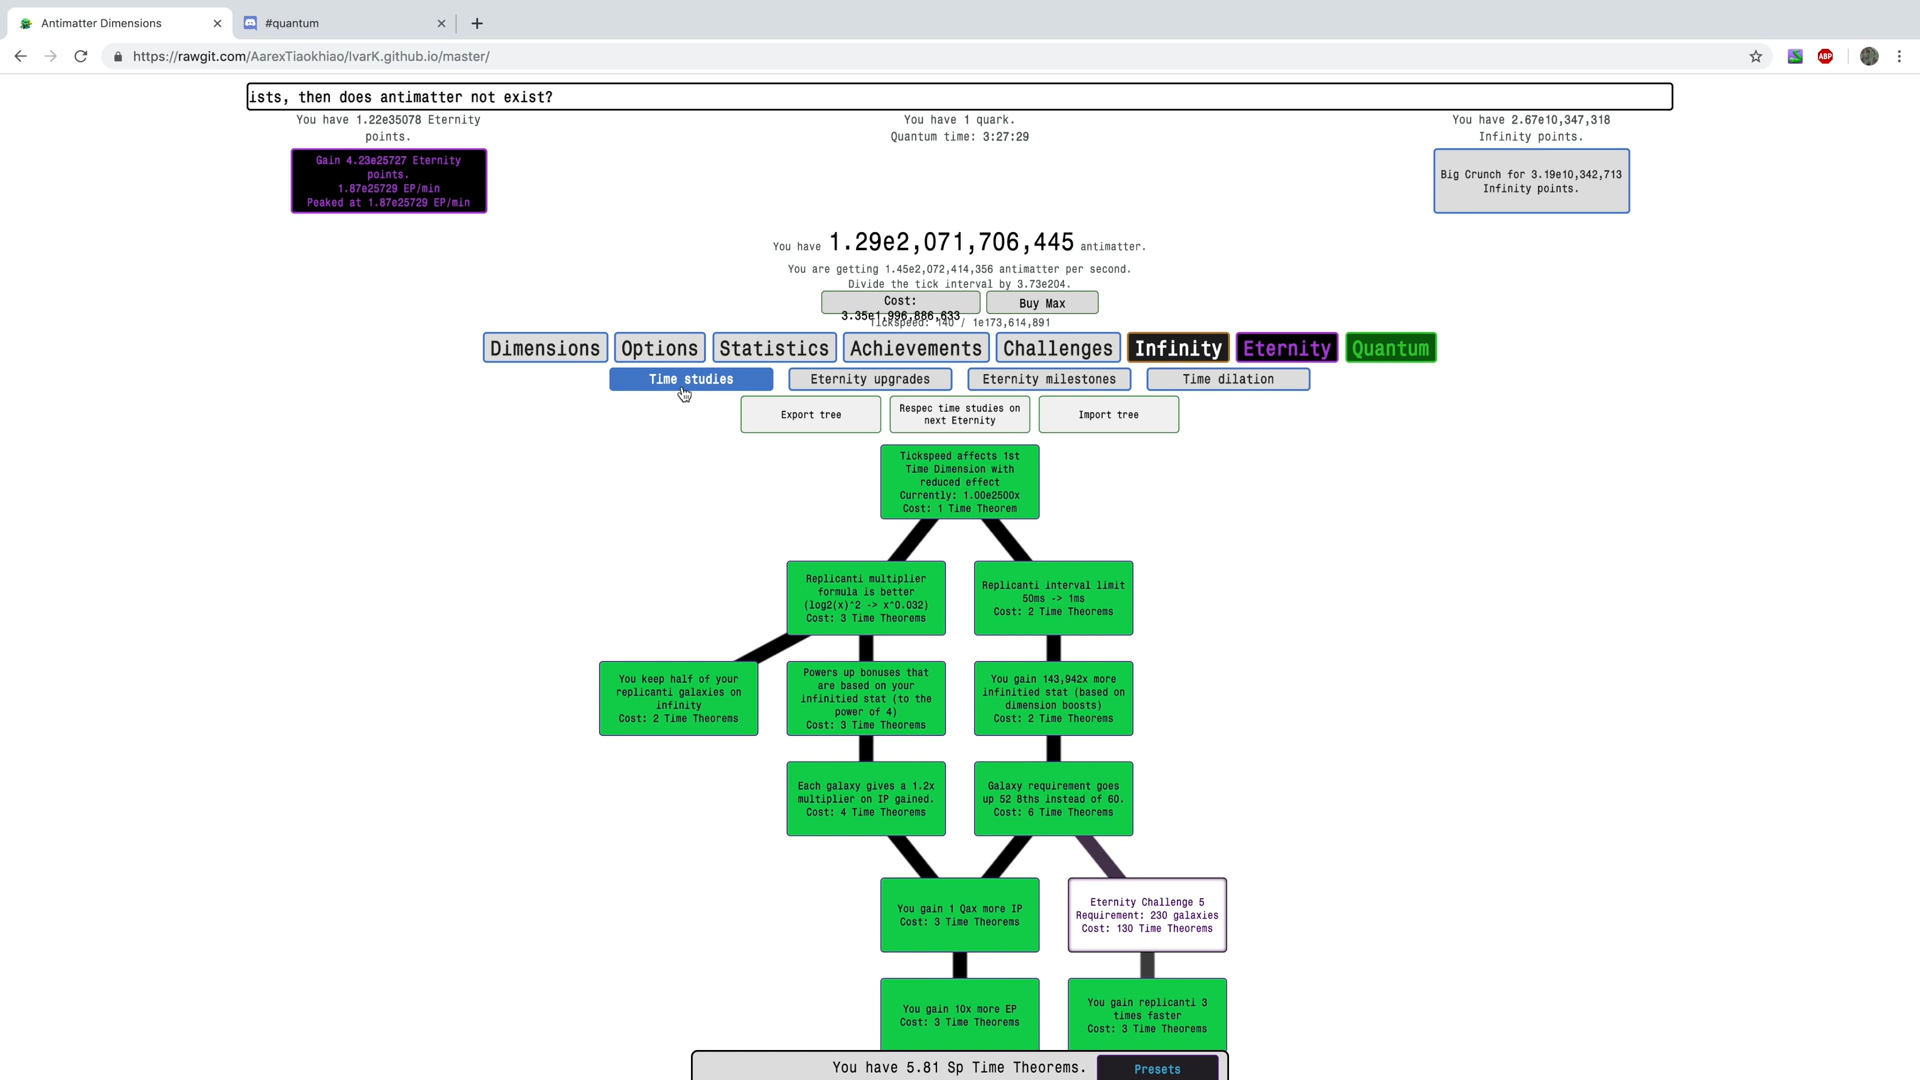 Antimatter Dimensions
#quantum
https://rawgit.com/AarexTiaokhiao/IvarK.github.io/master/
ABP
ists, then does antimatter not exist?
You have 1.22e35078 Eternity
points.
Gain 4.23e25727 Eternity
points.
1.87e25729 EP/min
Peaked at 1.87e25729 EP/min
You have 1 quark.
Quantum time: 3:27:29
You have 2.67e10,347,318
Infinity points.
Big Crunch for 3.19e10,342,713
Infinity points.
You have 1.29e2,071,706,445 antimatter.
You are getting 1.45e2,072,414,356 antimatter per second.
Divide the tick interval by 3.73e204.
Cost:
3.35e1,996,886,633
Buy Max
Tickspeed: 140 / 1e173,614,891
Dimensions
Options
Statistics
Achievements
Challenges
Infinity
Eternity
Quantum
Time studies
Eternity upgrades
Eternity milestones
Time dilation
Export tree
Respec time studies on
next Eternity
Import tree
Tickspeed affects 1st
Time Dimension with
reduced effect
Currently: 1.00e2500x
Cost: 1 Time Theorem
Replicanti multiplier
formula is better
(log2(x)^2 -> x^0.032)
Cost: 3 Time Theorems
Replicanti interval limit
50ms -> 1ms
Cost: 2 Time Theorems
You keep half of your
replicanti galaxies on
infinity
Cost: 2 Time Theorems
Powers up bonuses that
are based on your
infinitied stat (to the
power of 4)
Cost: 3 Time Theorems
You gain 143,942x more
infinitied stat (based on
dimension boosts)
Cost: 2 Time Theorems
Each galaxy gives a 1.2x
multiplier on IP gained.
Cost: 4 Time Theorems
Galaxy requirement goes
up 52 8ths instead of 60.
Cost: 6 Time Theorems
You gain 1 Qax more IP
Cost: 3 Time Theorems
Eternity Challenge 5
Requirement: 230 galaxies
Cost: 130 Time Theorems
You gain 10x more EP
Cost: 3 Time Theorems
You gain replicanti 3
times faster
Cost: 3 Time Theorems
You have 5.81 Sp Time Theorems.
Presets